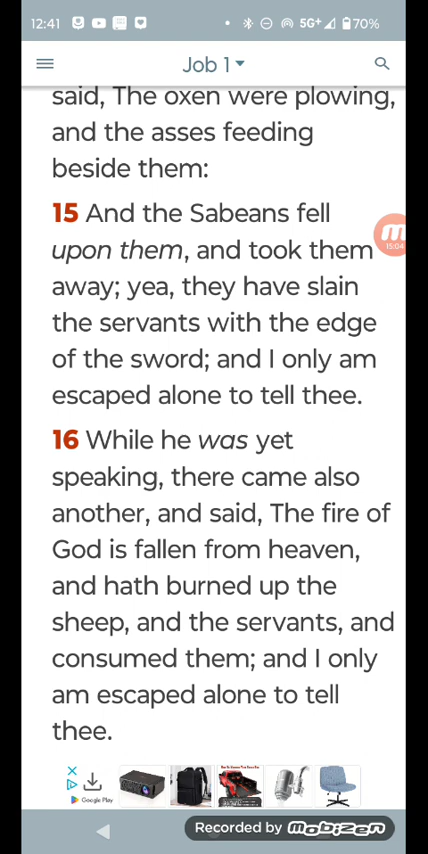 12:41 5G+ 70%
Job 1
said, The oxen were plowing,
and the asses feeding
beside them:
15 And the Sabeans fell
upon them, and took them
15:04
away; yea, they have slain
the servants with the edge
of the sword; and I only am
escaped alone to tell thee.
16 While he was yet
speaking, there came also
another, and said, The fire of
God is fallen from heaven,
and hath burned up the
sheep, and the servants, and
consumed them; and I only
am escaped alone to tell
thee.
Google Play
Recorded by mobizen